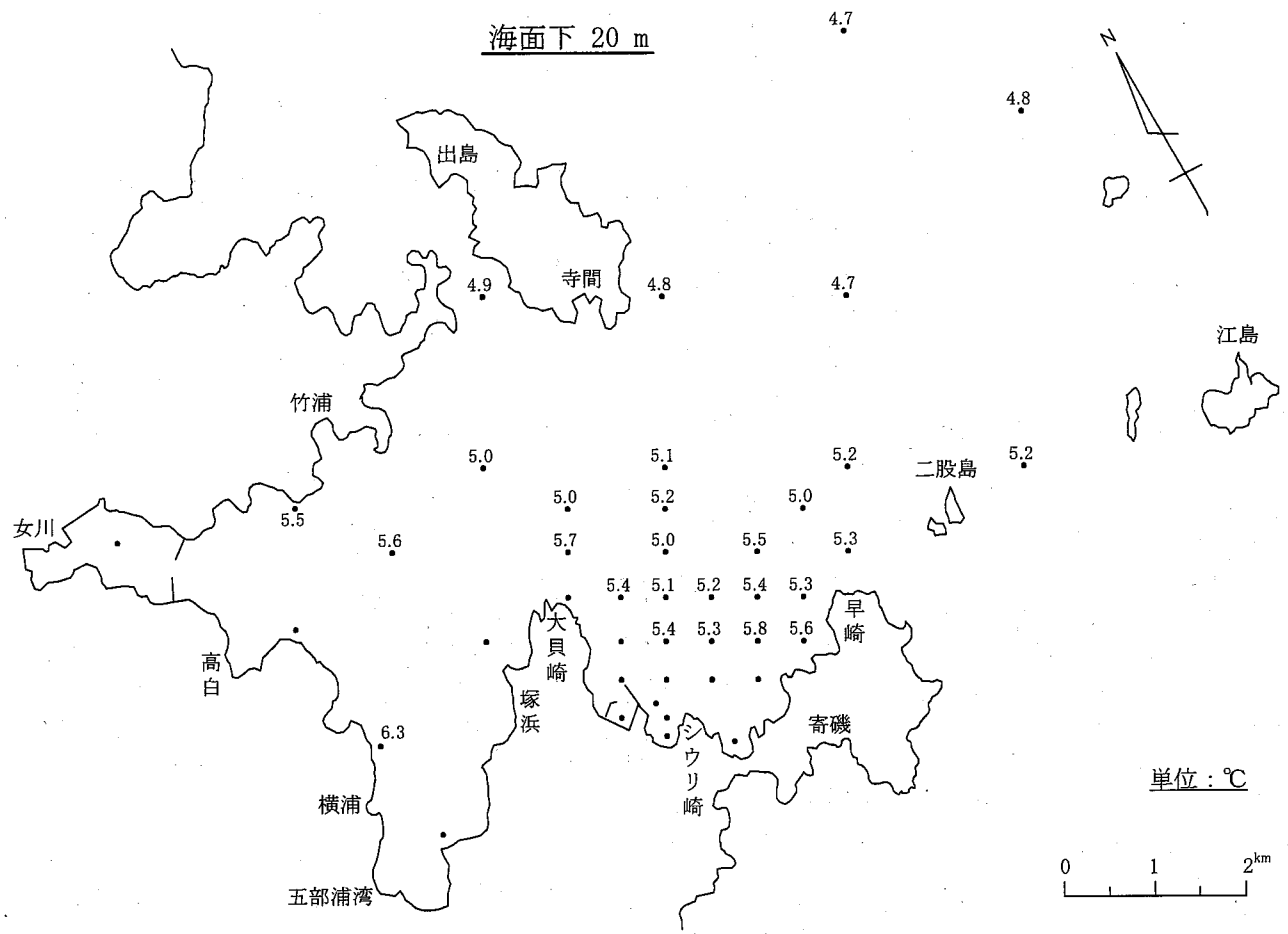 海面下 20 m
4.7
N
4.8
出島
寺間
4.9
4.8
4.7
江島
竹浦
5.0
5.1
5.2
二股島
5.2
女川
5.5
5.0
5.2
5.0
5.6
5.7
5.0
5.5
5.3
5.4
5.1
5.2
5.4
5.3
大貝崎
早崎
5.4
5.3
5.8
5.6
高白
塚浜
シウリ崎
寄磯
6.3
横浦
単位：℃
五部浦湾
0 1 2km